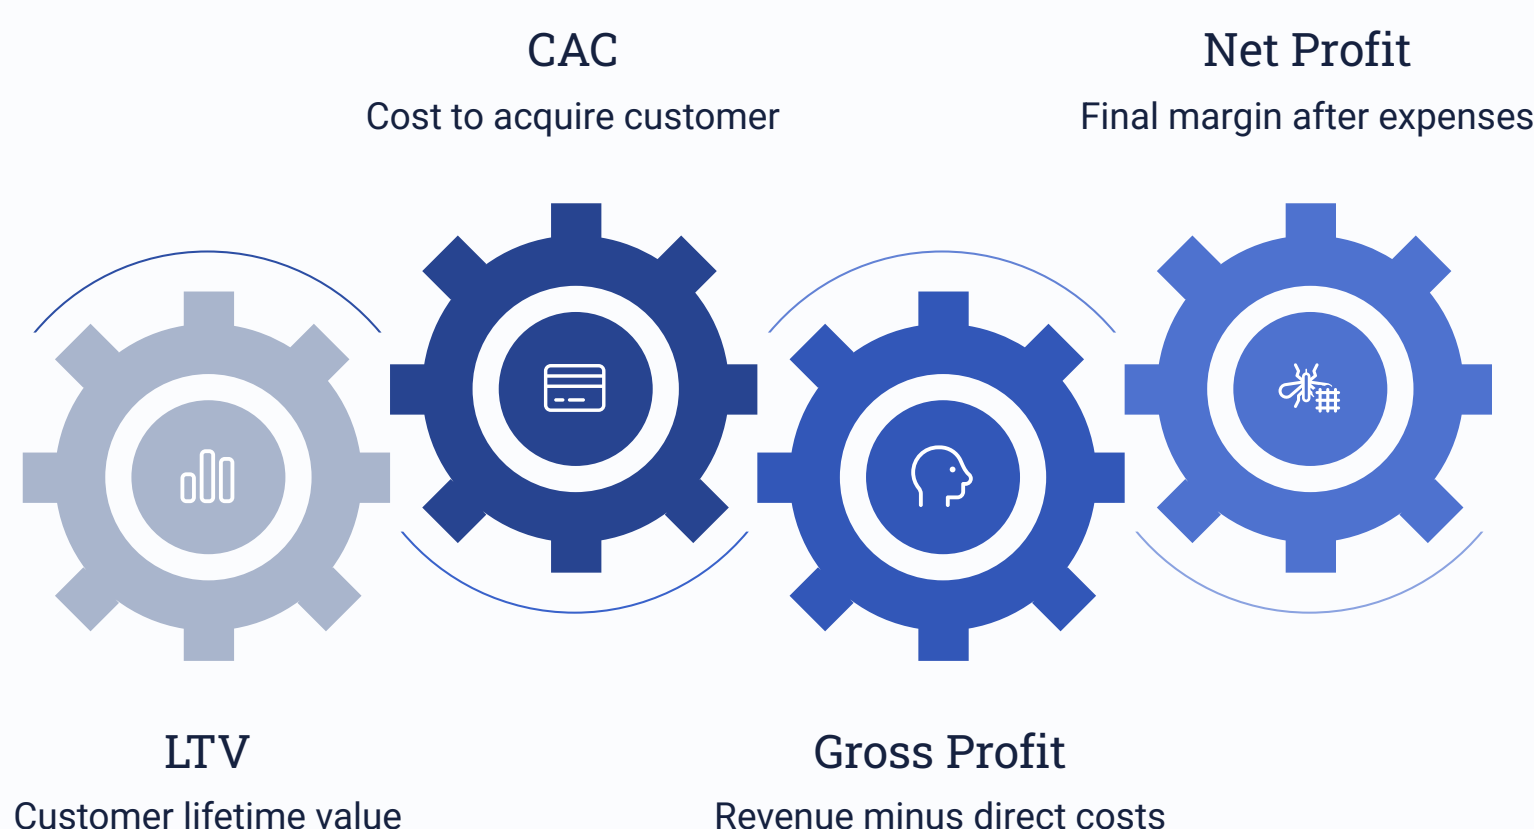 CAC
Cost to acquire customer
Net Profit
Final margin after expenses
LTV
Customer lifetime value
Gross Profit
Revenue minus direct costs